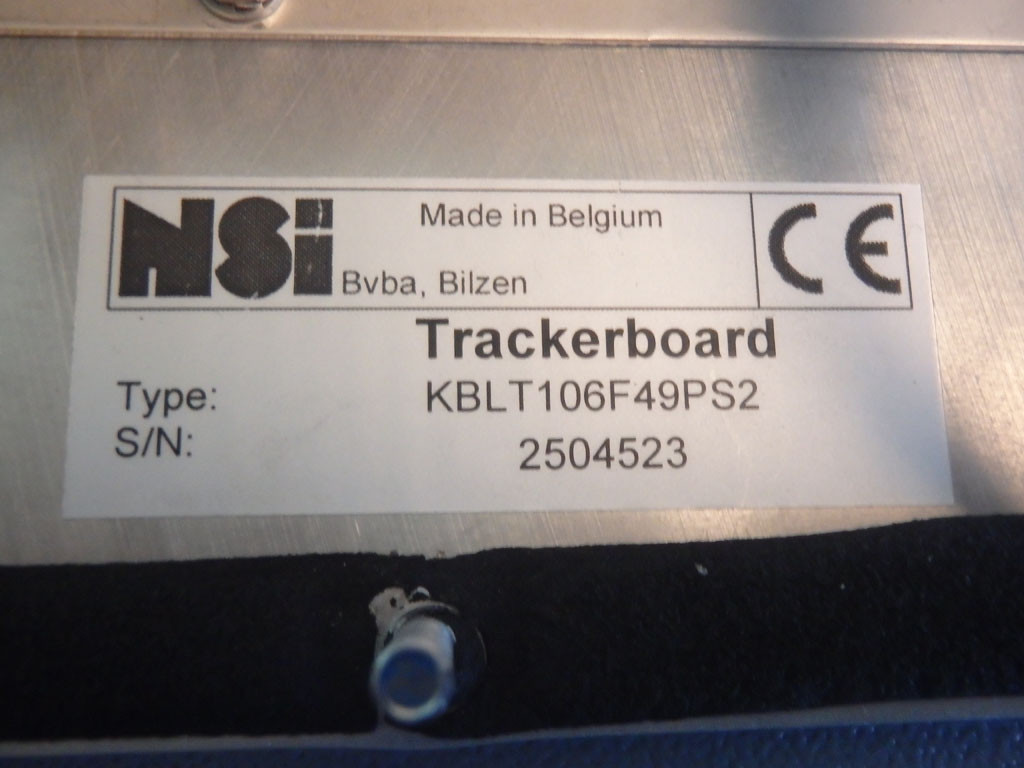 NSi
Made in Belgium
Bvba, Bilzen
CE
Trackerboard
Type: KBLT106F49PS2
S/N: 2504523